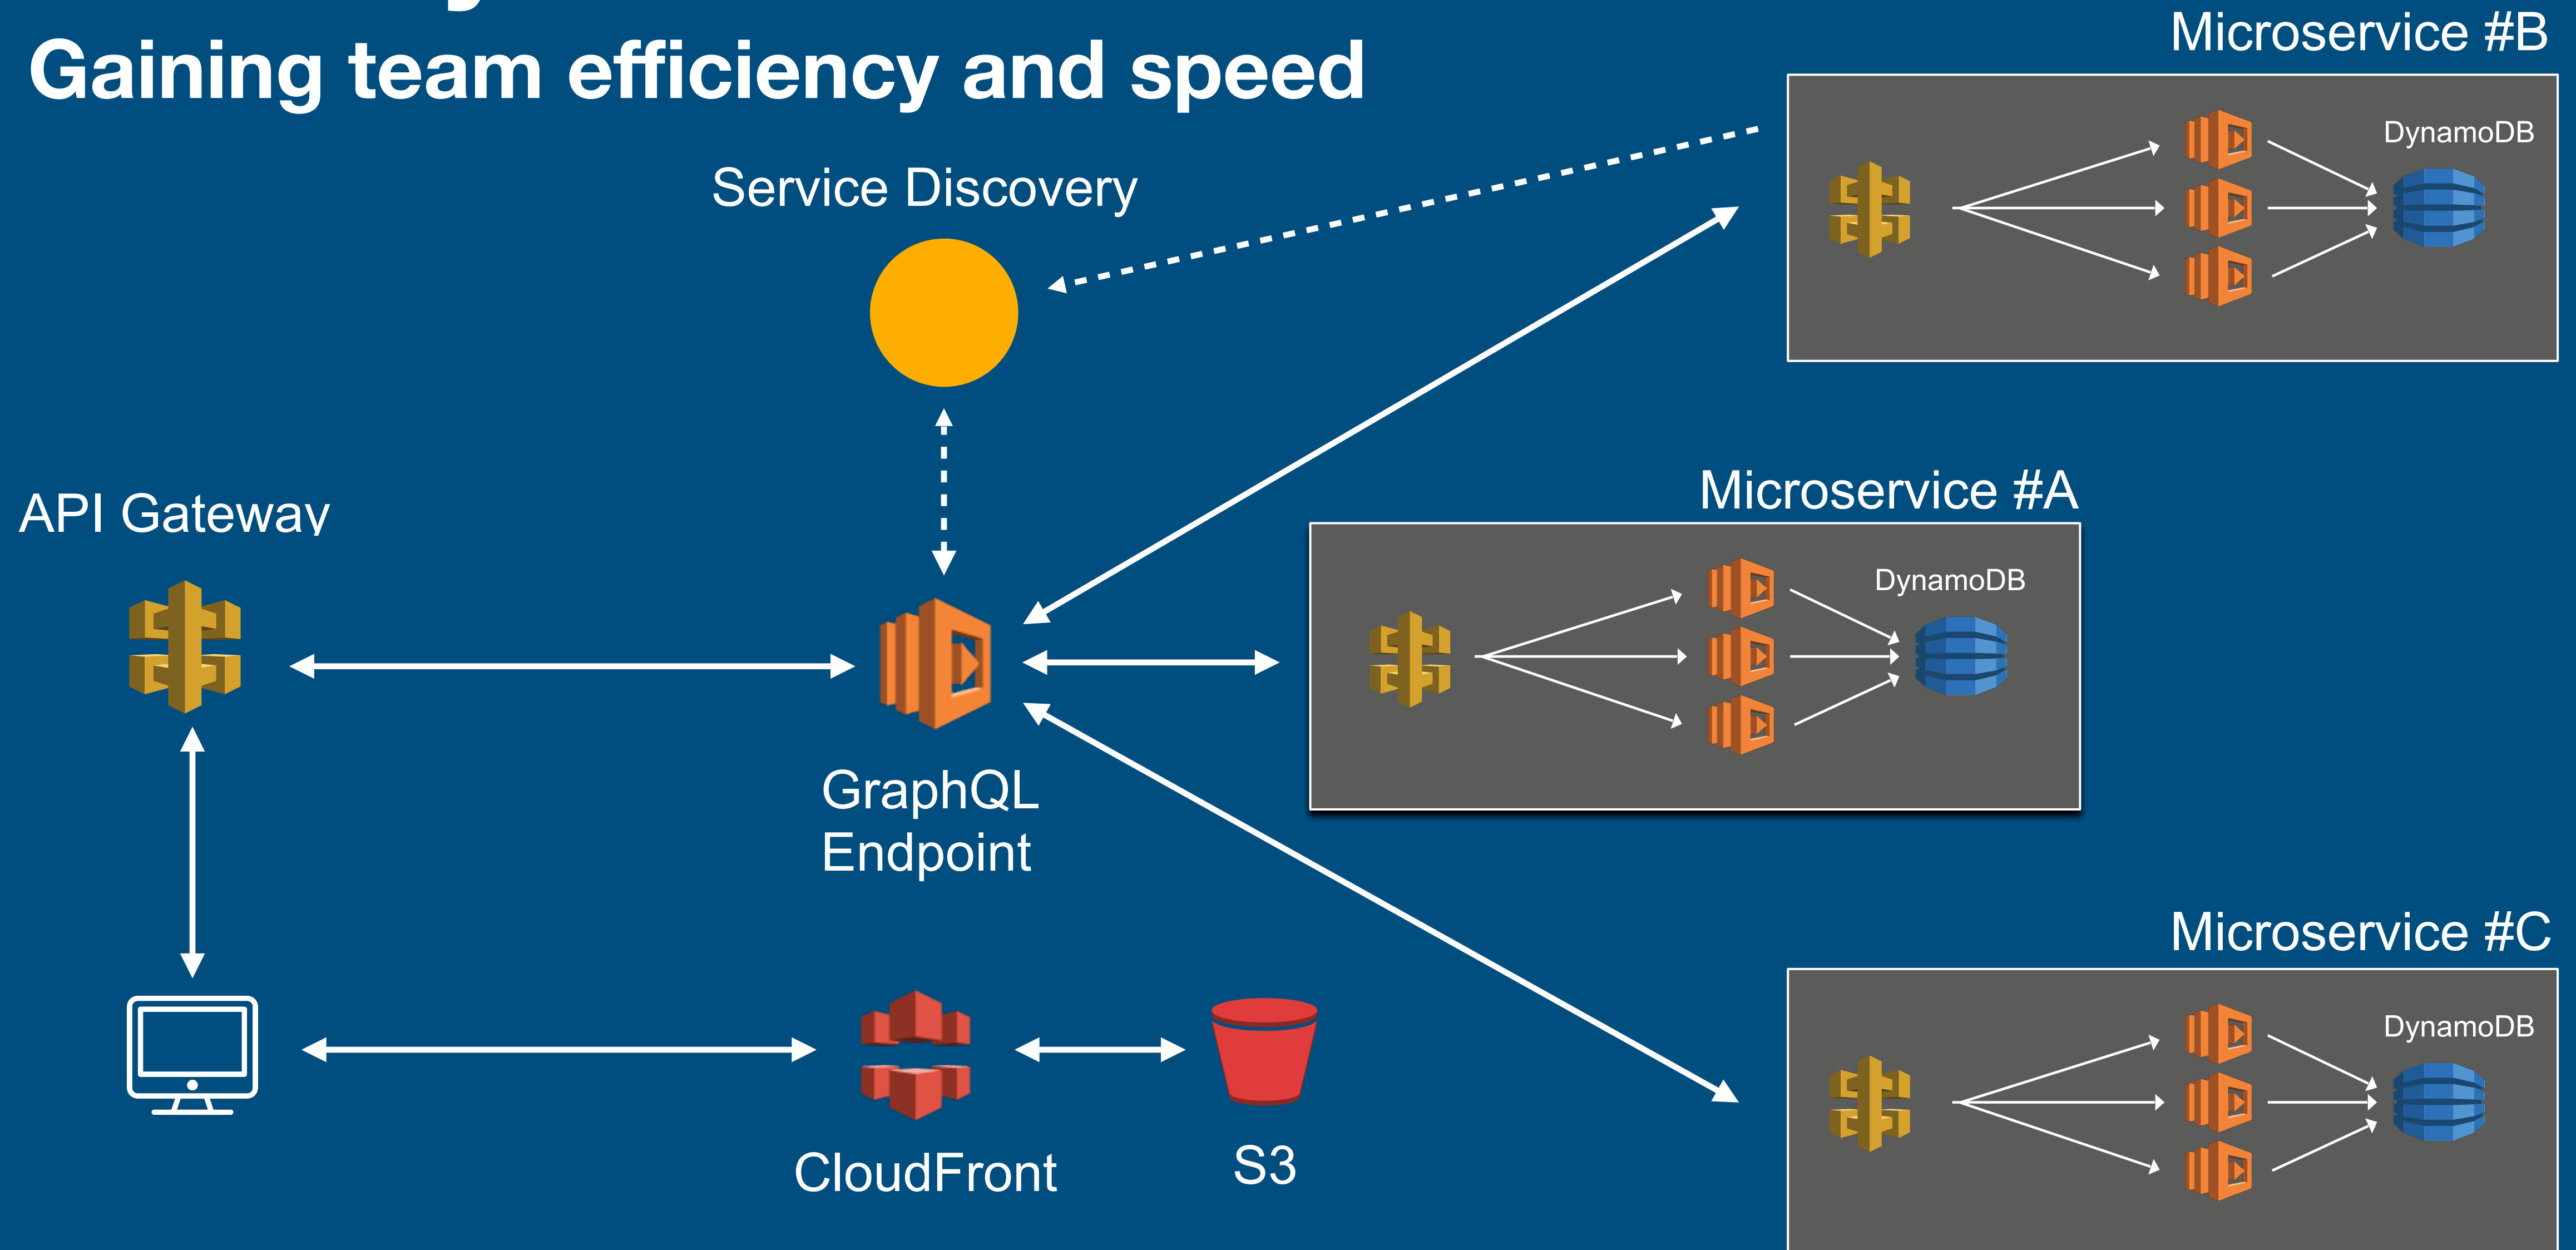 Gaining team efficiency and speed
Microservice #B
DynamoDB
Service Discovery
Microservice #A
DynamoDB
API Gateway
GraphQL
Endpoint
Microservice #C
DynamoDB
CloudFront
S3